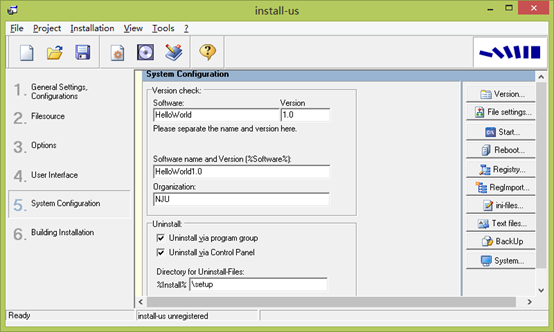 install-us
File Project Installation View Tools ?
1. General Settings,
Configurations
2. Filesource
3. Options
4. User Interface
5. System Configuration
6. Building Installation
System Configuration
Version check:
Software: Version
HelloWorld 1.0
Please separate the name and version here.
Software name and Version (%Software%):
HelloWorld1.0
Organization:
NJU
Uninstall:
Uninstall via program group
Uninstall via Control Panel
Directory for Uninstall-Files:
%Install% \setup
Version...
File settings...
Start...
Reboot...
Registry...
RegImport...
ini-files...
Text files...
BackUp
System...
Ready install-us unregistered